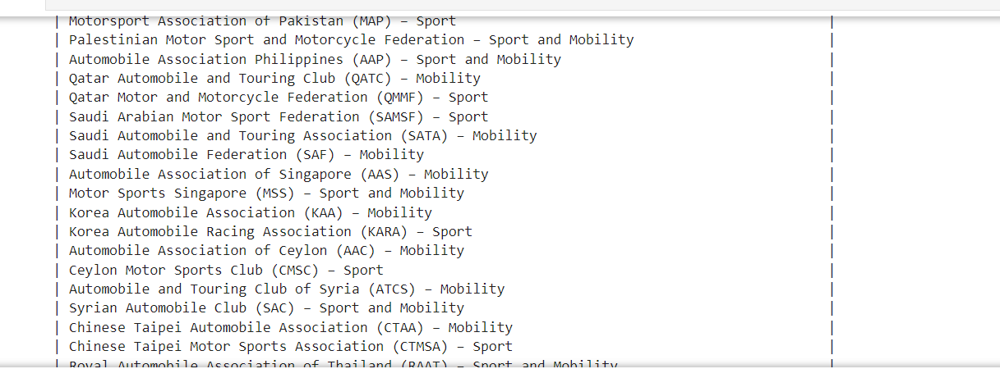 | Motorsport Association of Pakistan (MAP) – Sport |
| Palestinian Motor Sport and Motorcycle Federation – Sport and Mobility |
| Automobile Association Philippines (AAP) – Sport and Mobility |
| Qatar Automobile and Touring Club (QATC) – Mobility |
| Qatar Motor and Motorcycle Federation (QMMF) – Sport |
| Saudi Arabian Motor Sport Federation (SAMSF) – Sport |
| Saudi Automobile and Touring Association (SATA) – Mobility |
| Saudi Automobile Federation (SAF) – Mobility |
| Automobile Association of Singapore (AAS) – Mobility |
| Motor Sports Singapore (MSS) – Sport and Mobility |
| Korea Automobile Association (KAA) – Mobility |
| Korea Automobile Racing Association (KARA) – Sport |
| Automobile Association of Ceylon (AAC) – Mobility |
| Ceylon Motor Sports Club (CMSC) – Sport |
| Automobile and Touring Club of Syria (ATCS) – Mobility |
| Syrian Automobile Club (SAC) – Sport and Mobility |
| Chinese Taipei Automobile Association (CTAA) – Mobility |
| Chinese Taipei Motor Sports Association (CTMSA) – Sport |
| Royal Automobile Association of Thailand (RAAT) – Sport and Mobility |